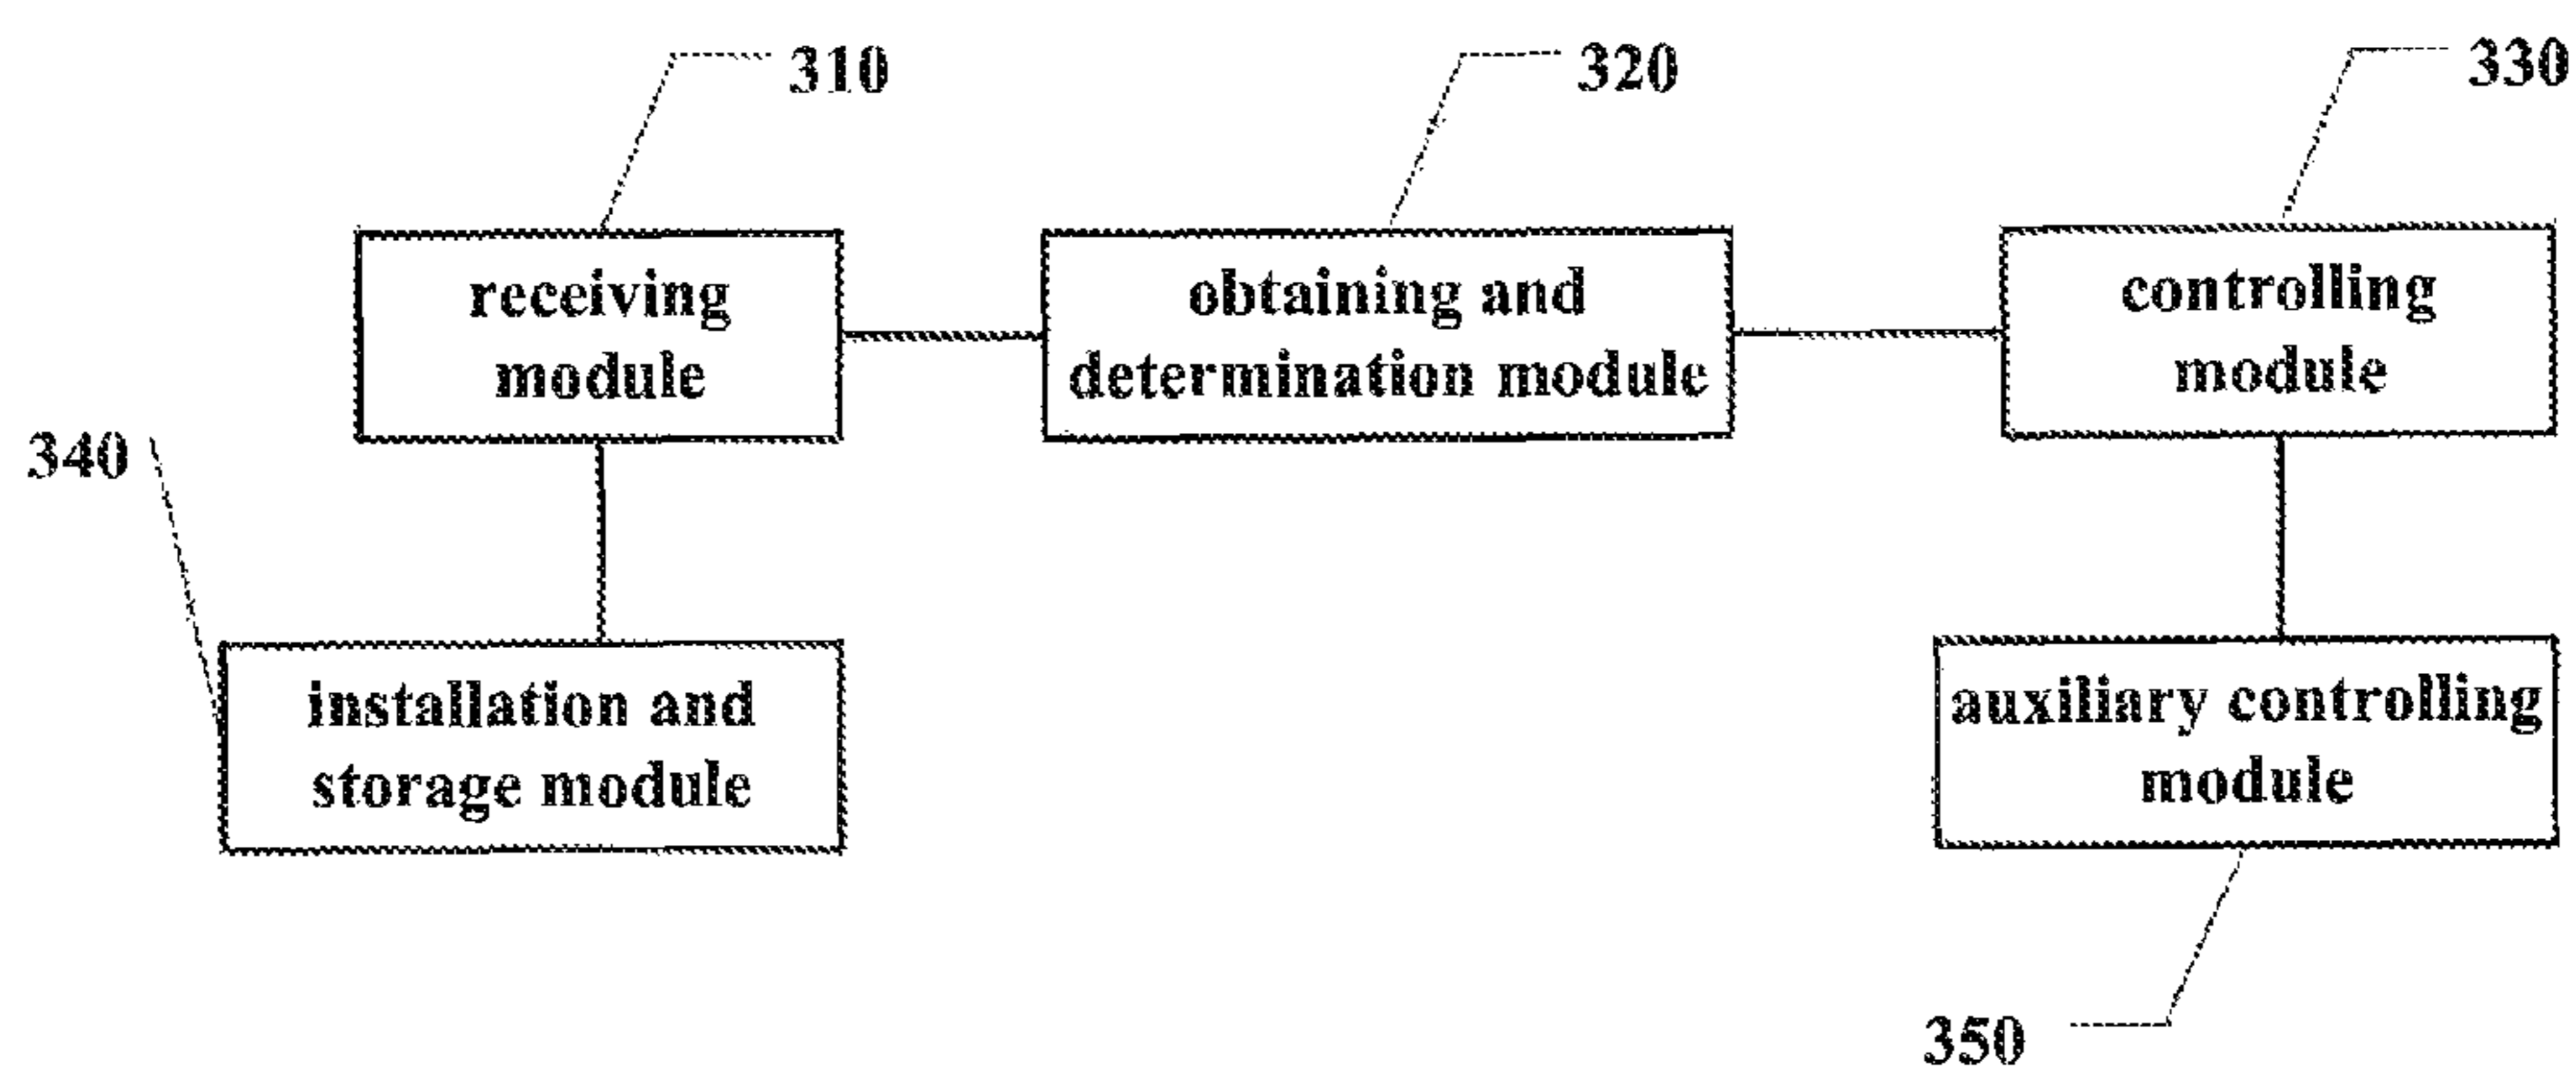 310
320
330
receiving
module
obtaining and
determination module
controlling
module
340
installation and
storage module
auxiliary controlling
module
350